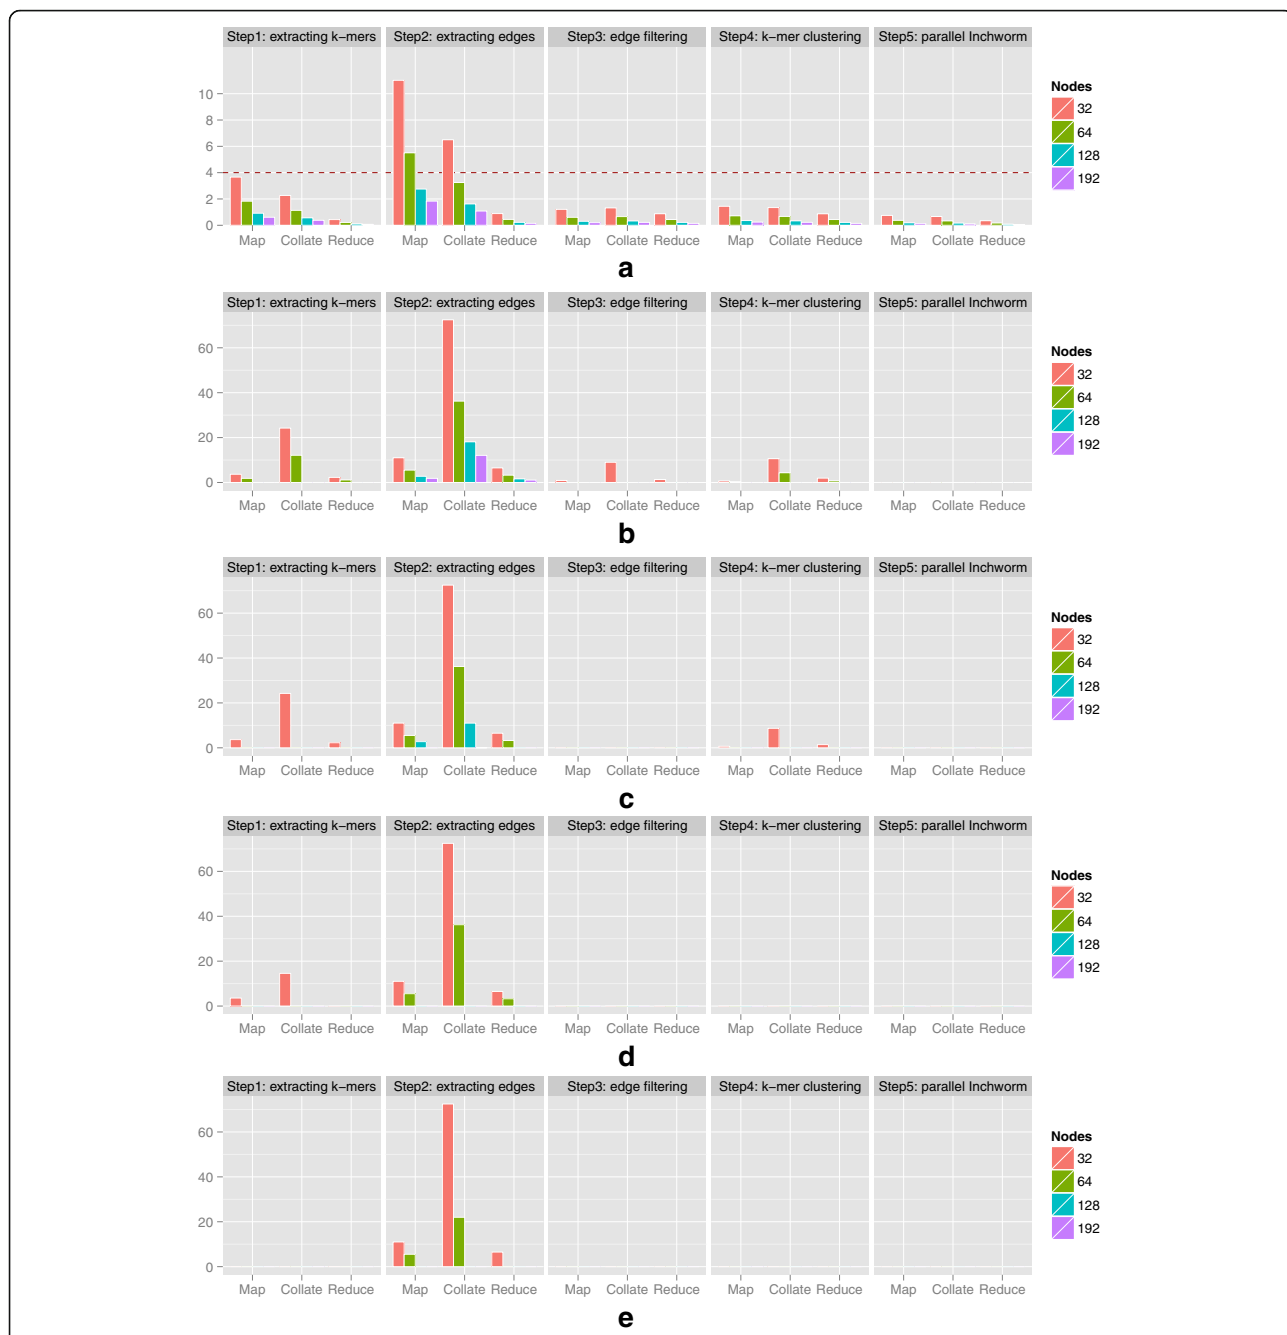 Step1: extracting k−mers Step2: extracting edges Step3: edge filtering Step4: k−mer clustering Step5: parallel Inchworm
10
8
6
4
2
0
Map Collate Reduce Map Collate Reduce Map Collate Reduce Map Collate Reduce Map Collate Reduce
Nodes
32
64
128
192
a
Step1: extracting k−mers Step2: extracting edges Step3: edge filtering Step4: k−mer clustering Step5: parallel Inchworm
60
40
20
0
Map Collate Reduce Map Collate Reduce Map Collate Reduce Map Collate Reduce Map Collate Reduce
Nodes
32
64
128
192
b
Step1: extracting k−mers Step2: extracting edges Step3: edge filtering Step4: k−mer clustering Step5: parallel Inchworm
60
40
20
0
Map Collate Reduce Map Collate Reduce Map Collate Reduce Map Collate Reduce Map Collate Reduce
Nodes
32
64
128
192
c
Step1: extracting k−mers Step2: extracting edges Step3: edge filtering Step4: k−mer clustering Step5: parallel Inchworm
60
40
20
0
Map Collate Reduce Map Collate Reduce Map Collate Reduce Map Collate Reduce Map Collate Reduce
Nodes
32
64
128
192
d
Step1: extracting k−mers Step2: extracting edges Step3: edge filtering Step4: k−mer clustering Step5: parallel Inchworm
60
40
20
0
Map Collate Reduce Map Collate Reduce Map Collate Reduce Map Collate Reduce Map Collate Reduce
Nodes
32
64
128
192
e